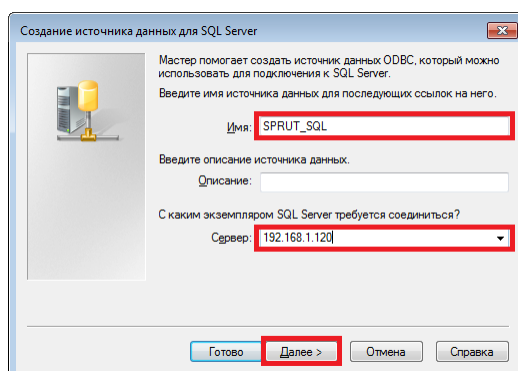 Создание источника данных для SQL Server
Мастер помогает создать источник данных ODBC, который можно
использовать для подключения к SQL Server.
Введите имя источника данных для последующих ссылок на него.
Имя: SPRUT_SQL
Введите описание источника данных.
Описание:
С каким экземпляром SQL Server требуется соединиться?
Сервер: 192.168.1.120
Готово Далее > Отмена Справка